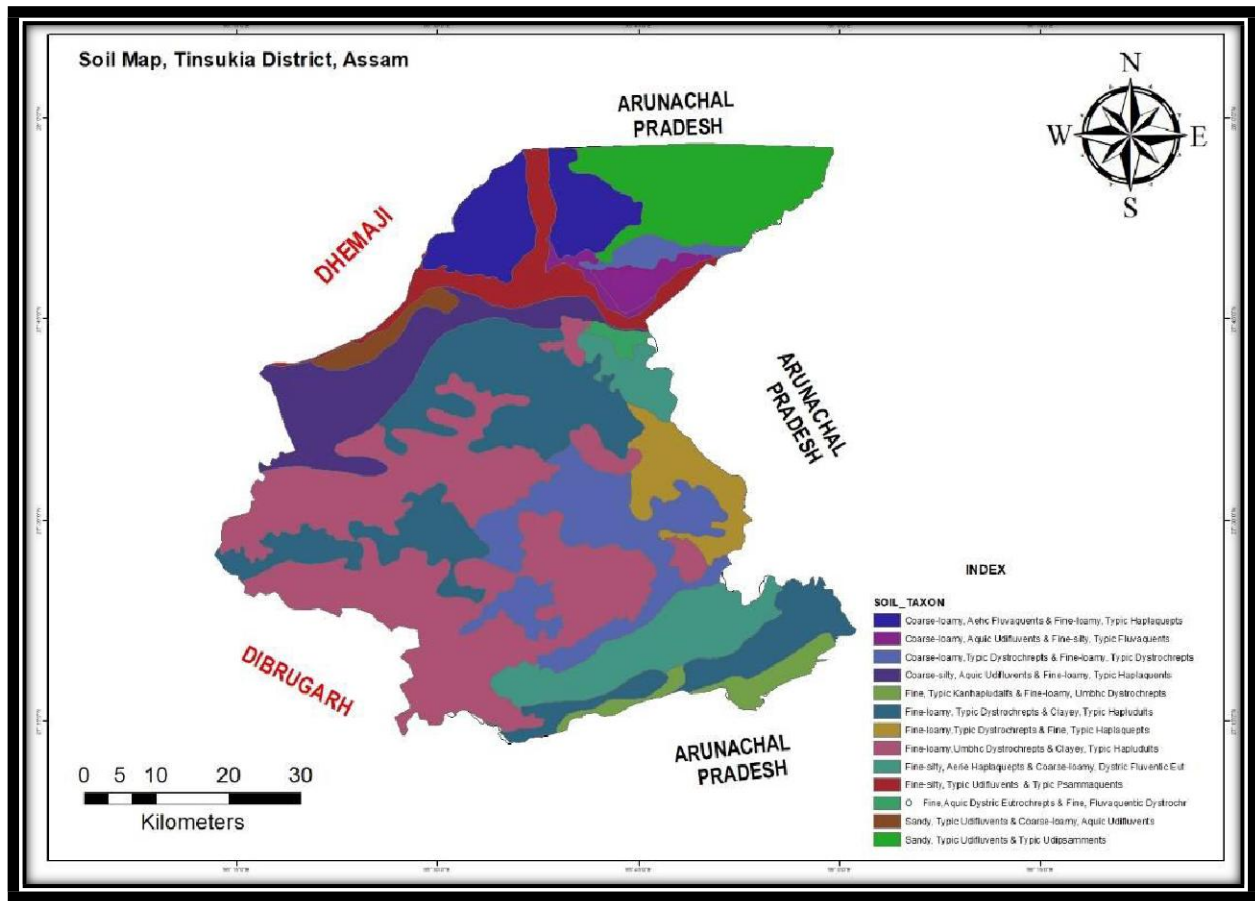 Soil Map, Tinsukia District, Assam
ARUNACHAL
PRADESH
N
W
E
S
DHEMAJI
ARUNACHAL
PRADESH
DIBRUGARH
ARUNACHAL
PRADESH
0 5 10 20 30
Kilometers
INDEX
SOIL_TAXON
Coarse-loamy, Aehc Fluvaquents & Fine-loamy, Typic Haplaquepts
Coarse-loamy, Aquic Udifluvents & Fine-silty, Typic Fluvaquents
Coarse-loamy, Typic Dystrochrepts & Fine-loamy, Typic Dystrochrepts
Coarse-silty, Aquic Udifluvents & Fine-loamy, Typic Haplaquents
Fine, Typic Kanhapludalfs & Fine-loamy, Umbhc Dystrochrepts
Fine-loamy, Typic Dystrochrepts & Clayey, Typic Hapludults
Fine-loamy, Typic Dystrochrepts & Fine, Typic Haplaquepts
Fine-loamy, Umbhc Dystrochrepts & Clayey, Typic Hapludults
Fine-silty, Aerie Haplaquepts & Coarse-loamy, Dystric Fluventic Eut
Fine-silty, Typic Udifluvents & Typic Psammaquents
O Fine, Aquic Dystric Eutrochrepts & Fine, Fluvaquentic Dystrochr
Sandy, Typic Udifluvents & Coarse-loamy, Aquic Udifluvents
Sandy, Typic Udifluvents & Typic Udipsamments